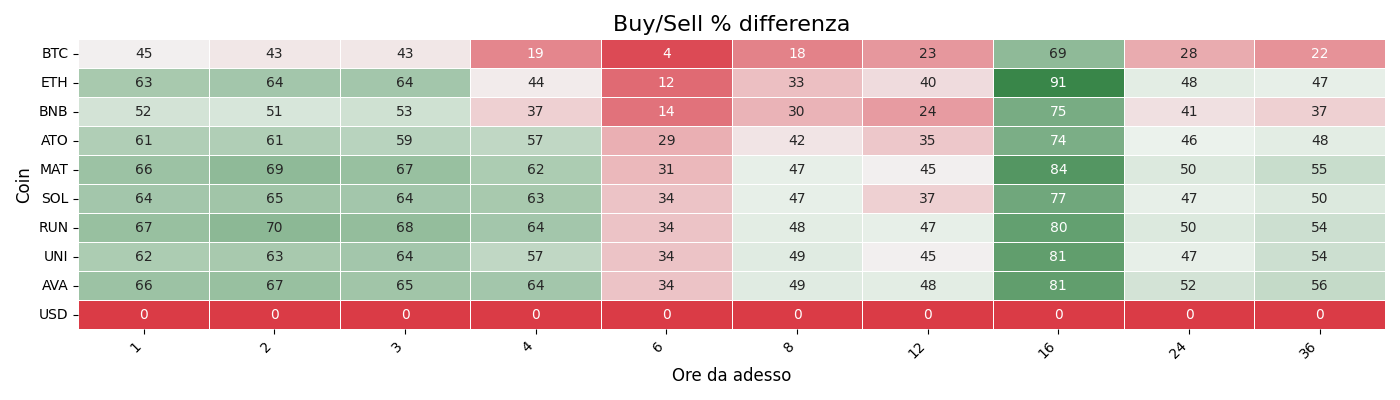 Buy/Sell % differenza
Coin
BTC 45 43 43 19 4 18 23 69 28 22
ETH 63 64 64 44 12 33 40 91 48 47
BNB 52 51 53 37 14 30 24 75 41 37
ATO 61 61 59 57 29 42 35 74 46 48
MAT 66 69 67 62 31 47 45 84 50 55
SOL 64 65 64 63 34 47 37 77 47 50
RUN 67 70 68 64 34 48 47 80 50 54
UNI 62 63 64 57 34 49 45 81 47 54
AVA 66 67 65 64 34 49 48 81 52 56
USD 0 0 0 0 0 0 0 0 0 0
1 2 3 4 6 8 12 16 24 36
Ore da adesso